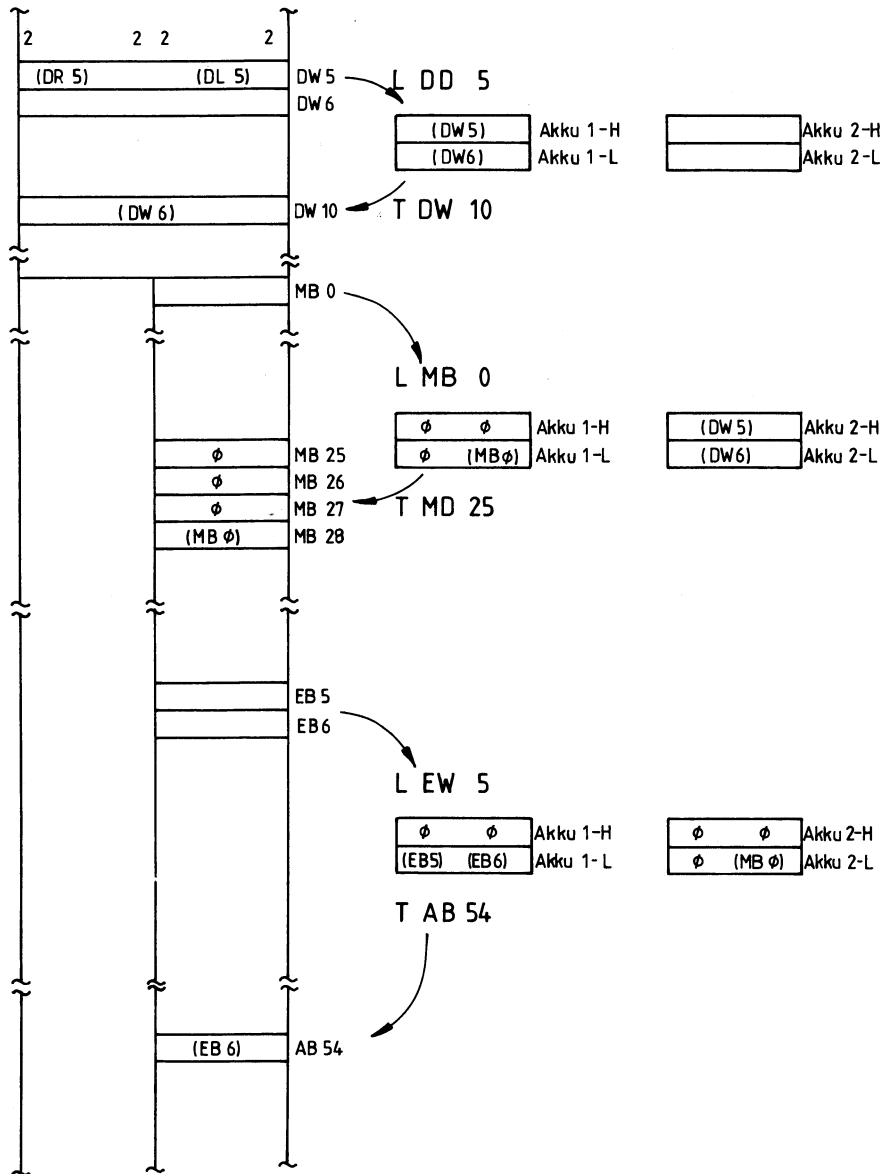 2 2 2 2
(DR 5) (DL 5) DW 5
DW 6
L DD 5
(DW 5) Akku 1-H Akku 2-H
(DW6) Akku 1-L Akku 2-L
(DW 6) DW 10
T DW 10
MB 0
L MB 0
ϕ ϕ Akku 1-H (DW 5) Akku 2-H
ϕ (MBϕ) Akku 1-L (DW6) Akku 2-L
ϕ MB 25
ϕ MB 26
ϕ MB 27
(MB ϕ) MB 28
T MD 25
EB 5
EB 6
L EW 5
ϕ ϕ Akku 1-H ϕ ϕ Akku 2-H
(EB5) (EB6) Akku 1-L ϕ (MB ϕ) Akku 2-L
T AB 54
(EB 6) AB 54